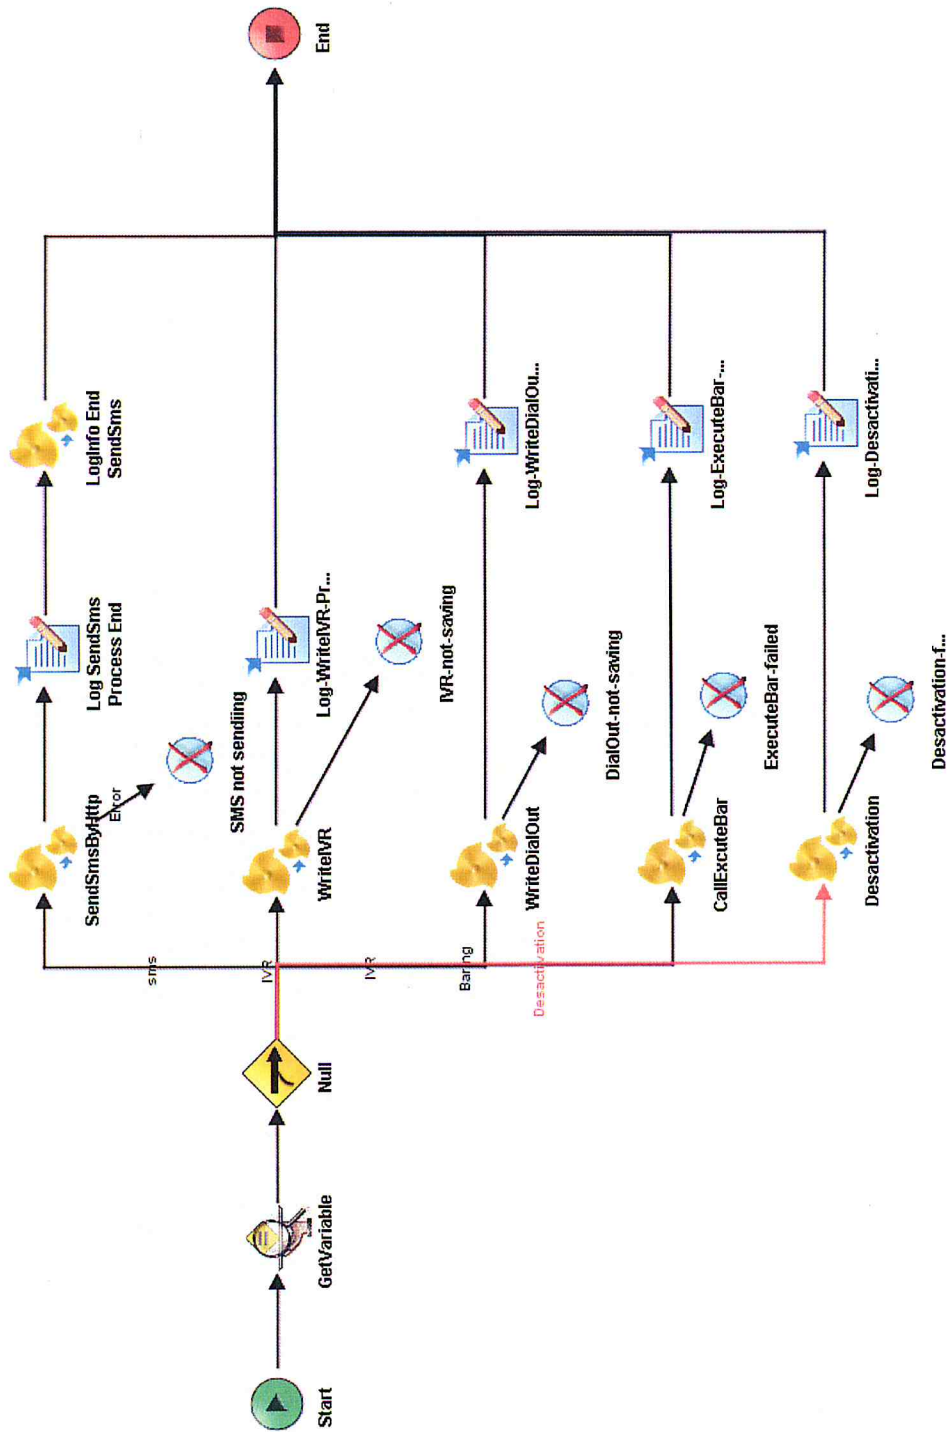 Start
GetVariable
Null
sms
IVR
IVR
Baring
Desactivation
SendSmsByHttp
Error
SMS not sendiing
Log SendSms
Process End
LogInfo End
SendSms
WriteIVR
Log-WriteIVR-Pr...
IVR-not-saving
WriteDialOut
DialOut-not-saving
Log-WriteDialOu...
CallExcuteBar
ExecuteBar-failed
Log-ExecuteBar-...
Desactivation
Desactivation-f...
Log-Desactivati...
End